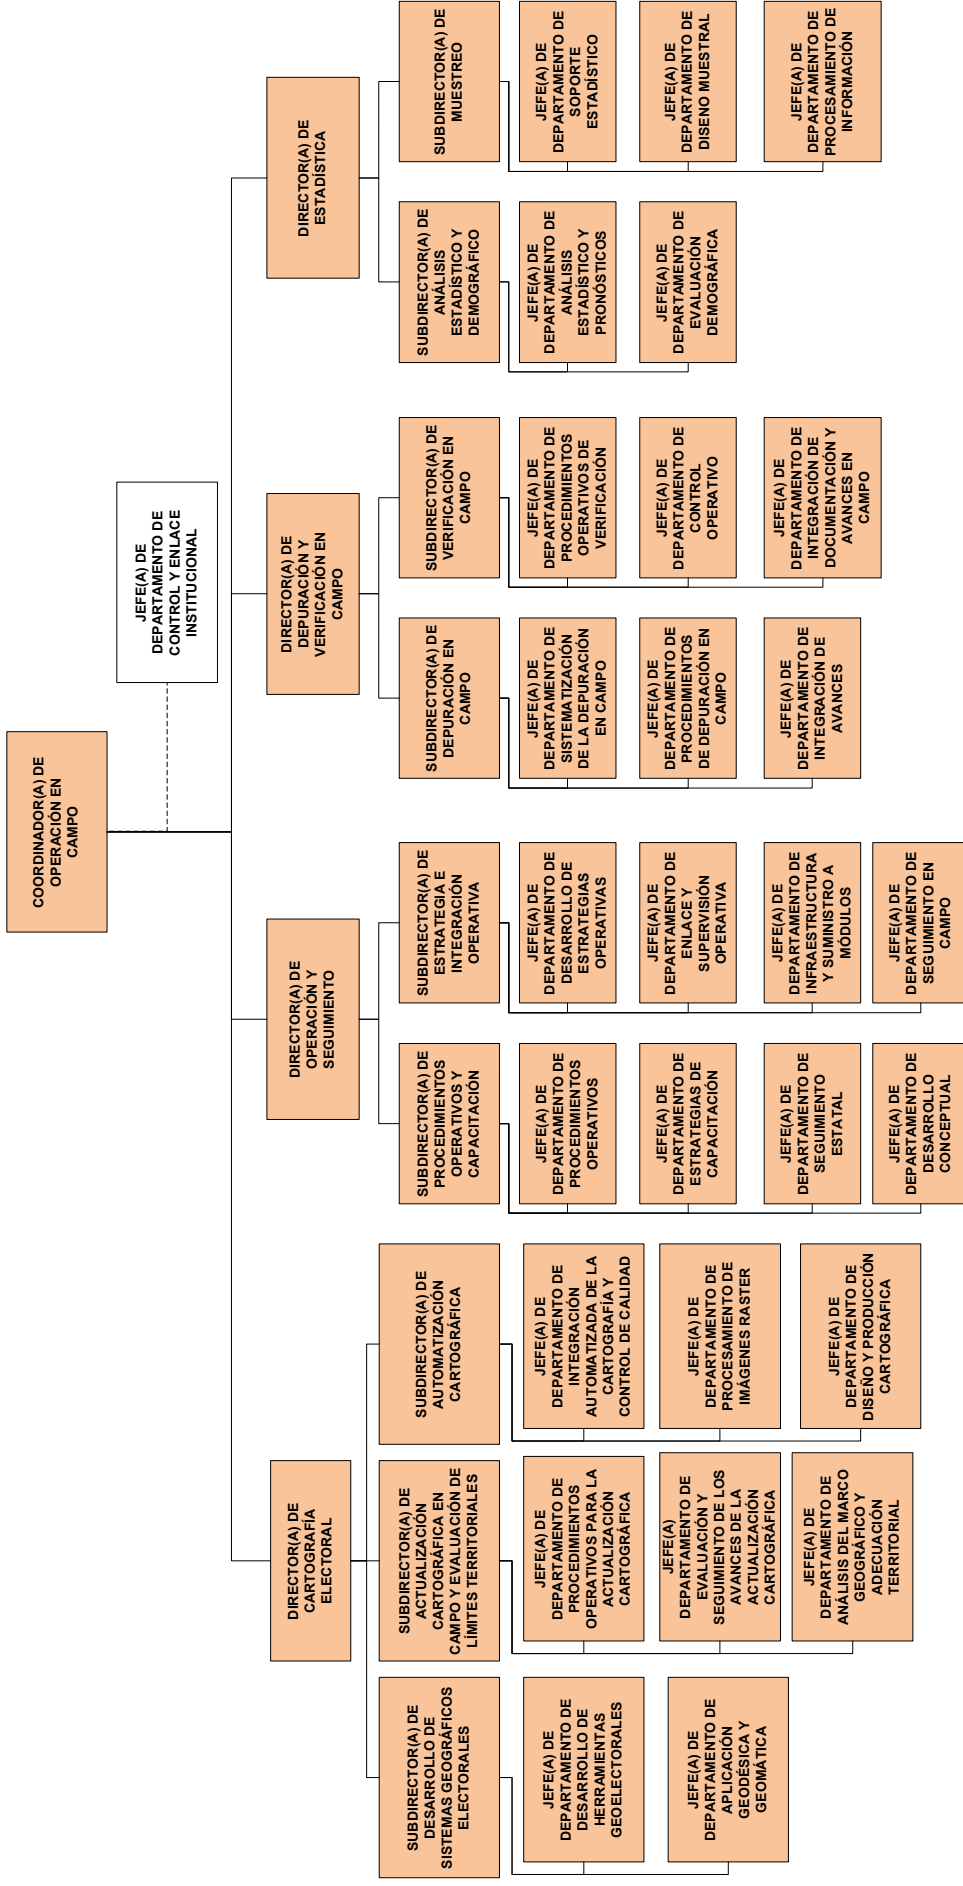 COORDINADOR(A) DE
OPERACIÓN EN
CAMPO
JEFE(A) DE
DEPARTAMENTO DE
CONTROL Y ENLACE
INSTITUCIONAL
DIRECTOR(A) DE
CARTOGRAFÍA
ELECTORAL
DIRECTOR(A) DE
OPERACIÓN Y
SEGUIMIENTO
DIRECTOR(A) DE
DEPURACIÓN Y
VERIFICACIÓN EN
CAMPO
DIRECTOR(A) DE
ESTADÍSTICA
SUBDIRECTOR(A) DE
DESARROLLO DE
SISTEMAS GEOGRÁFICOS
ELECTORALES
SUBDIRECTOR(A) DE
ACTUALIZACIÓN
CARTOGRÁFICA EN
CAMPO Y EVALUACIÓN DE
LÍMITES TERRITORIALES
SUBDIRECTOR(A) DE
AUTOMATIZACIÓN
CARTOGRÁFICA
SUBDIRECTOR(A) DE
PROCEDIMIENTOS
OPERATIVOS Y
CAPACITACIÓN
SUBDIRECTOR(A) DE
ESTRATEGIA E
INTEGRACIÓN
OPERATIVA
SUBDIRECTOR(A) DE
DEPURACIÓN EN
CAMPO
SUBDIRECTOR(A) DE
VERIFICACIÓN EN
CAMPO
SUBDIRECTOR(A) DE
ANÁLISIS
ESTADÍSTICO Y
DEMOGRÁFICO
SUBDIRECTOR(A) DE
MUESTREO
JEFE(A) DE
DEPARTAMENTO DE
DESARROLLO DE
HERRAMIENTAS
GEOELECTORALES
JEFE(A) DE
DEPARTAMENTO DE
PROCEDIMIENTOS
OPERATIVOS PARA LA
ACTUALIZACIÓN
CARTOGRÁFICA
JEFE(A) DE
DEPARTAMENTO DE
INTEGRACIÓN
AUTOMATIZADA DE LA
CARTOGRAFÍA Y
CONTROL DE CALIDAD
JEFE(A) DE
DEPARTAMENTO DE
PROCEDIMIENTOS
OPERATIVOS
JEFE(A) DE
DEPARTAMENTO DE
DESARROLLO DE
ESTRATEGIAS
OPERATIVAS
JEFE(A) DE
DEPARTAMENTO DE
SISTEMATIZACIÓN
DE LA DEPURACIÓN
EN CAMPO
JEFE(A) DE
DEPARTAMENTO DE
PROCEDIMIENTOS
OPERATIVOS DE
VERIFICACIÓN
JEFE(A) DE
DEPARTAMENTO DE
ANÁLISIS
ESTADÍSTICO Y
PRONÓSTICOS
JEFE(A) DE
DEPARTAMENTO DE
SOPORTE
ESTADÍSTICO
JEFE(A) DE
DEPARTAMENTO DE
APLICACIÓN
GEODÉSICA Y
GEOMÁTICA
JEFE(A)
DEPARTAMENTO DE
EVALUACIÓN Y
SEGUIMIENTO DE LOS
AVANCES DE LA
ACTUALIZACIÓN
CARTOGRÁFICA
JEFE(A) DE
DEPARTAMENTO DE
PROCESAMIENTO DE
IMÁGENES RASTER
JEFE(A) DE
DEPARTAMENTO DE
ESTRATEGIAS DE
CAPACITACIÓN
JEFE(A) DE
DEPARTAMENTO DE
ENLACE Y
SUPERVISIÓN
OPERATIVA
JEFE(A) DE
DEPARTAMENTO DE
PROCEDIMIENTOS
DE DEPURACIÓN EN
CAMPO
JEFE(A) DE
DEPARTAMENTO DE
CONTROL
OPERATIVO
JEFE(A) DE
DEPARTAMENTO DE
EVALUACIÓN
DEMOGRÁFICA
JEFE(A) DE
DEPARTAMENTO DE
DISENO MUESTRAL
JEFE(A) DE
DEPARTAMENTO DE
ANÁLISIS DEL MARCO
GEOGRÁFICO Y
ADECUACIÓN
TERRITORIAL
JEFE(A) DE
DEPARTAMENTO DE
DISEÑO Y PRODUCCIÓN
CARTOGRÁFICA
JEFE(A) DE
DEPARTAMENTO DE
SEGUIMIENTO
ESTATAL
JEFE(A) DE
DEPARTAMENTO DE
INFRAESTRUCTURA
Y SUMINISTRO A
MÓDULOS
JEFE(A) DE
DEPARTAMENTO DE
INTEGRACIÓN DE
AVANCES
JEFE(A) DE
DEPARTAMENTO DE
INTEGRACIÓN DE
DOCUMENTACIÓN Y
AVANCES EN
CAMPO
JEFE(A) DE
DEPARTAMENTO DE
PROCESAMIENTO DE
INFORMACIÓN
JEFE(A) DE
DEPARTAMENTO DE
DESARROLLO
CONCEPTUAL
JEFE(A) DE
DEPARTAMENTO DE
SEGUIMIENTO EN
CAMPO